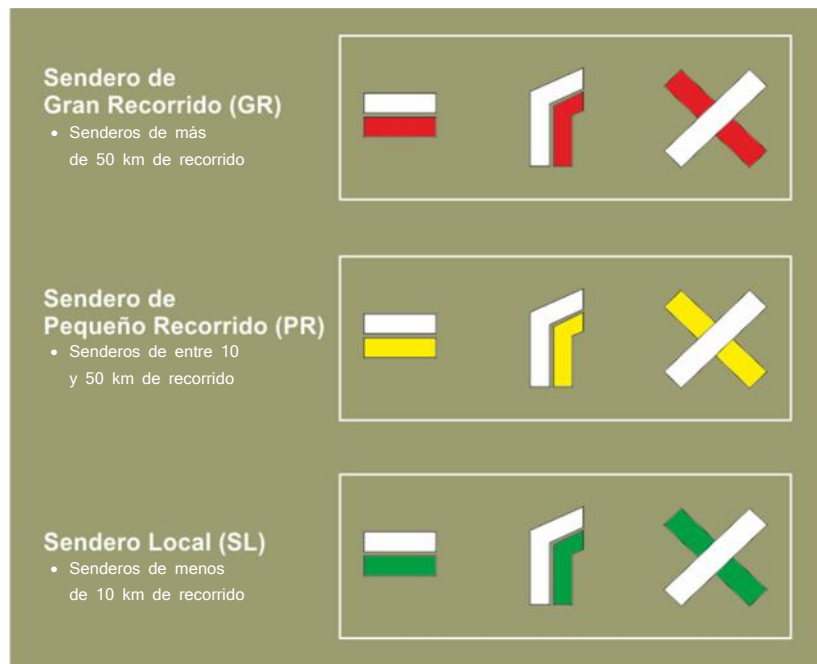 Sendero de
Gran Recorrido (GR)
• Senderos de más
de 50 km de recorrido
Sendero de
Pequeño Recorrido (PR)
• Senderos de entre 10
y 50 km de recorrido
Sendero Local (SL)
• Senderos de menos
de 10 km de recorrido